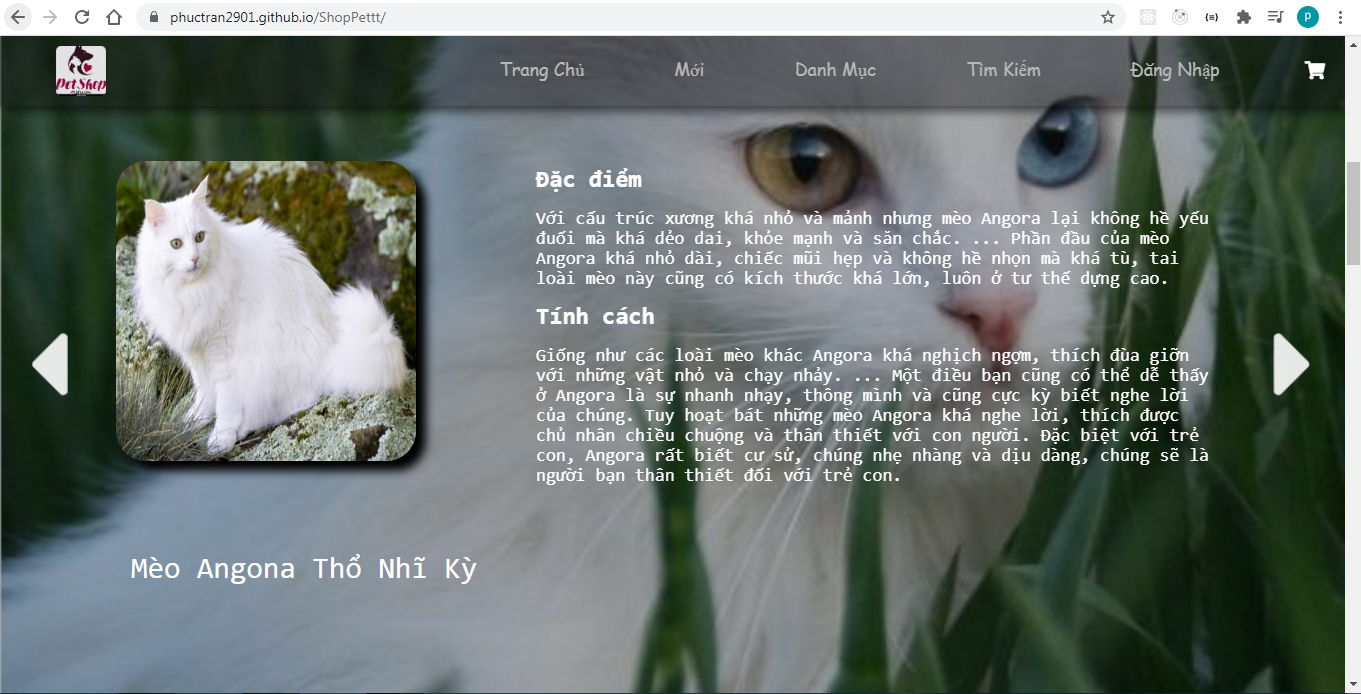 phuctran2901.github.io/ShopPettt/
p
PetShop
Trang Chủ
Mới
Danh Mục
Tìm Kiếm
Đăng Nhập
Đặc điểm
Với cấu trúc xương khá nhỏ và mảnh nhưng mèo Angora lại không hề yếu
đuối mà khá dẻo dai, khỏe mạnh và săn chắc. ... Phần đầu của mèo
Angora khá nhỏ dài, chiếc mũi hẹp và không hề nhọn mà khá tù, tai
loài mèo này cũng có kích thước khá lớn, luôn ở tư thế dựng cao.
Tính cách
Giống như các loài mèo khác Angora khá nghịch ngợm, thích đùa giỡn
với những vật nhỏ và chạy nhảy. ... Một điều bạn cũng có thể dễ thấy
ở Angora là sự nhanh nhạy, thông minh và cũng cực kỳ biết nghe lời
của chúng. Tuy hoạt bát những mèo Angora khá nghe lời, thích được
chủ nhân chiều chuộng và thân thiết với con người. Đặc biệt với trẻ
con, Angora rất biết cư sử, chúng nhẹ nhàng và dịu dàng, chúng sẽ là
người bạn thân thiết đối với trẻ con.
Mèo Angona Thổ Nhĩ Kỳ